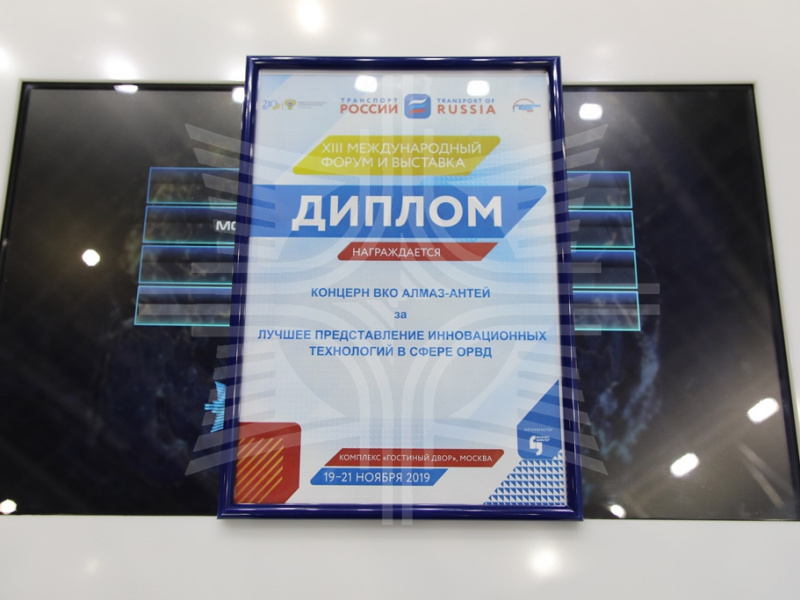 ТРАНСПОРТ РОССИИ
TRANSPORT OF RUSSIA
XIII МЕЖДУНАРОДНЫЙ
ФОРУМ И ВЫСТАВКА
ДИПЛОМ
НАГРАЖДАЕТСЯ
КОНЦЕРН ВКО АЛМАЗ-АНТЕЙ
за
ЛУЧШЕЕ ПРЕДСТАВЛЕНИЕ ИННОВАЦИОННЫХ
ТЕХНОЛОГИЙ В СФЕРЕ ОРВД
КОМПЛЕКС «ГОСТИНЫЙ ДВОР», МОСКВА
19–21 НОЯБРЯ 2019